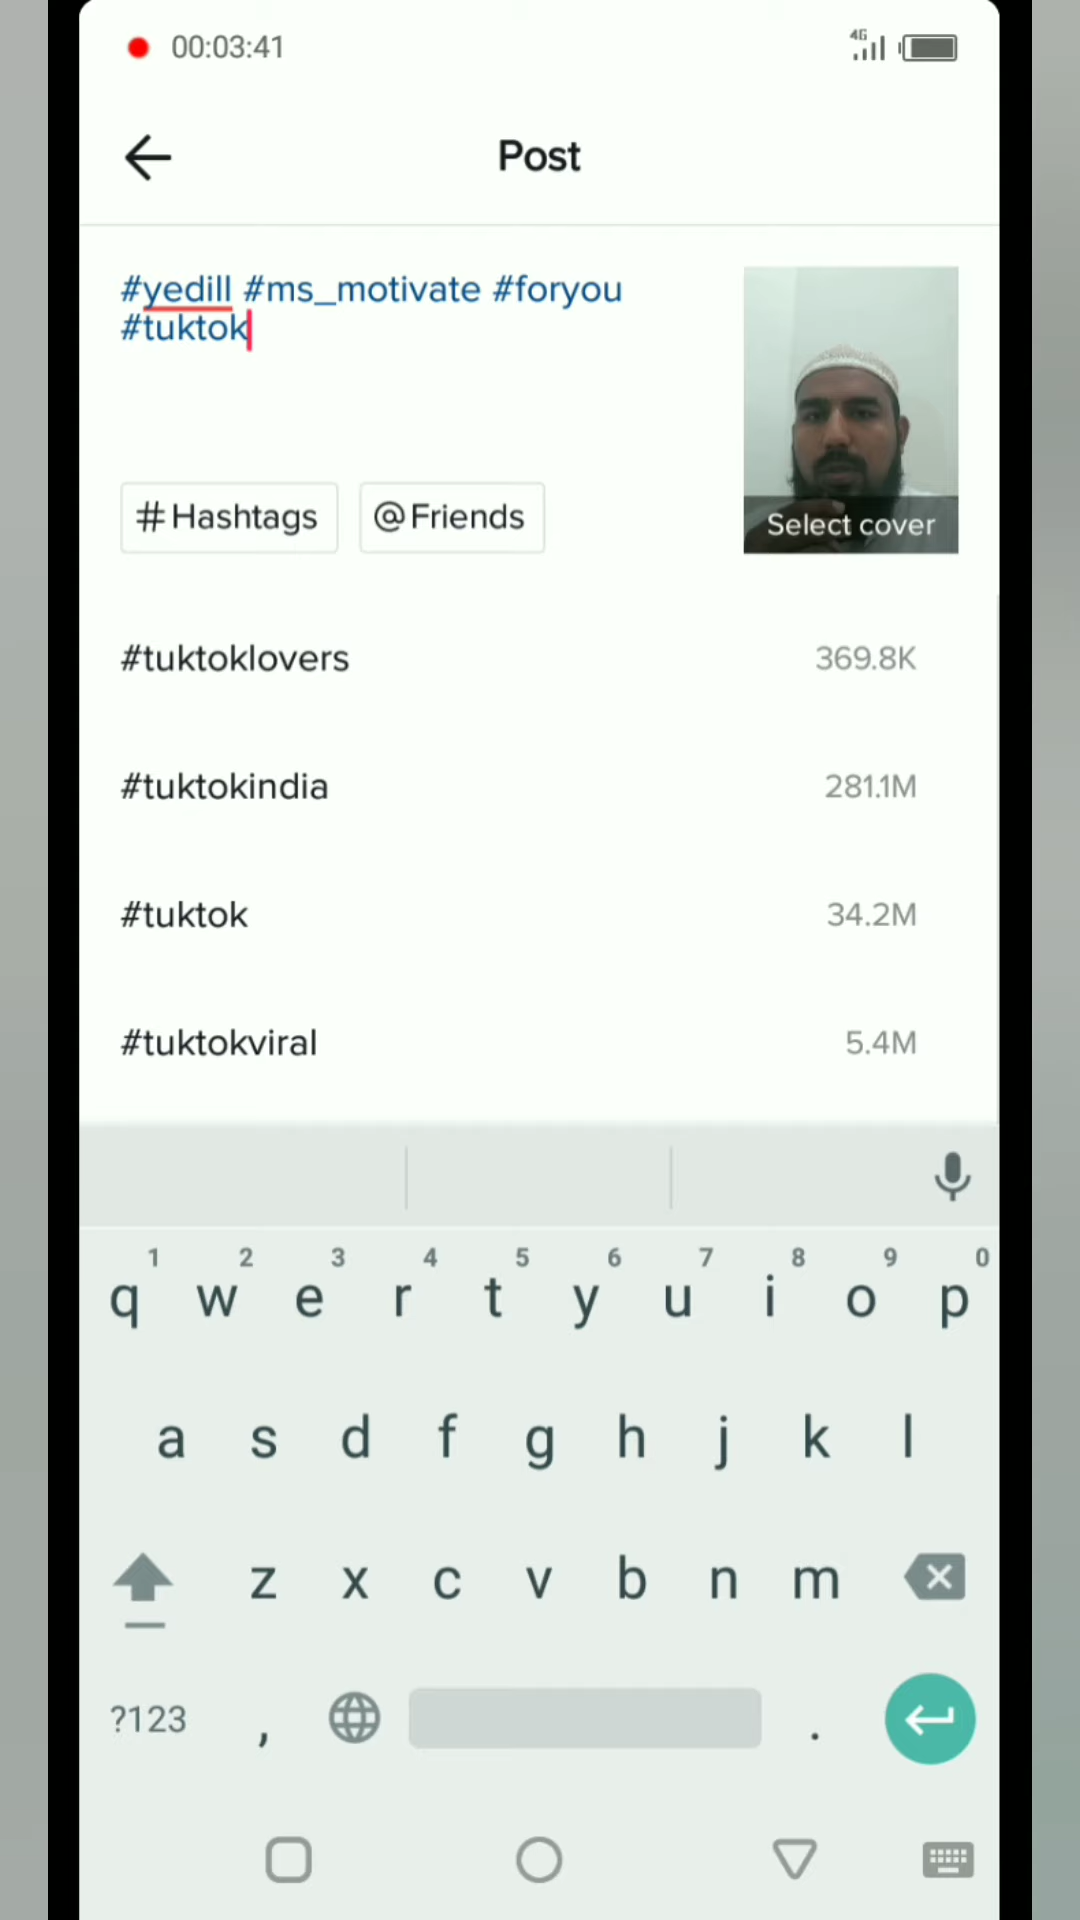 00:03:41
4G
Post
#yedill #ms_motivate #foryou
#tuktok
#Hashtags
@Friends
Select cover
#tuktoklovers 369.8K
#tuktokindia 281.1M
#tuktok 34.2M
#tuktokviral 5.4M
1 2 3 4 5 6 7 8 9 0
q w e r t y u i o p
a s d f g h j k l
z x c v b n m
?123 , .